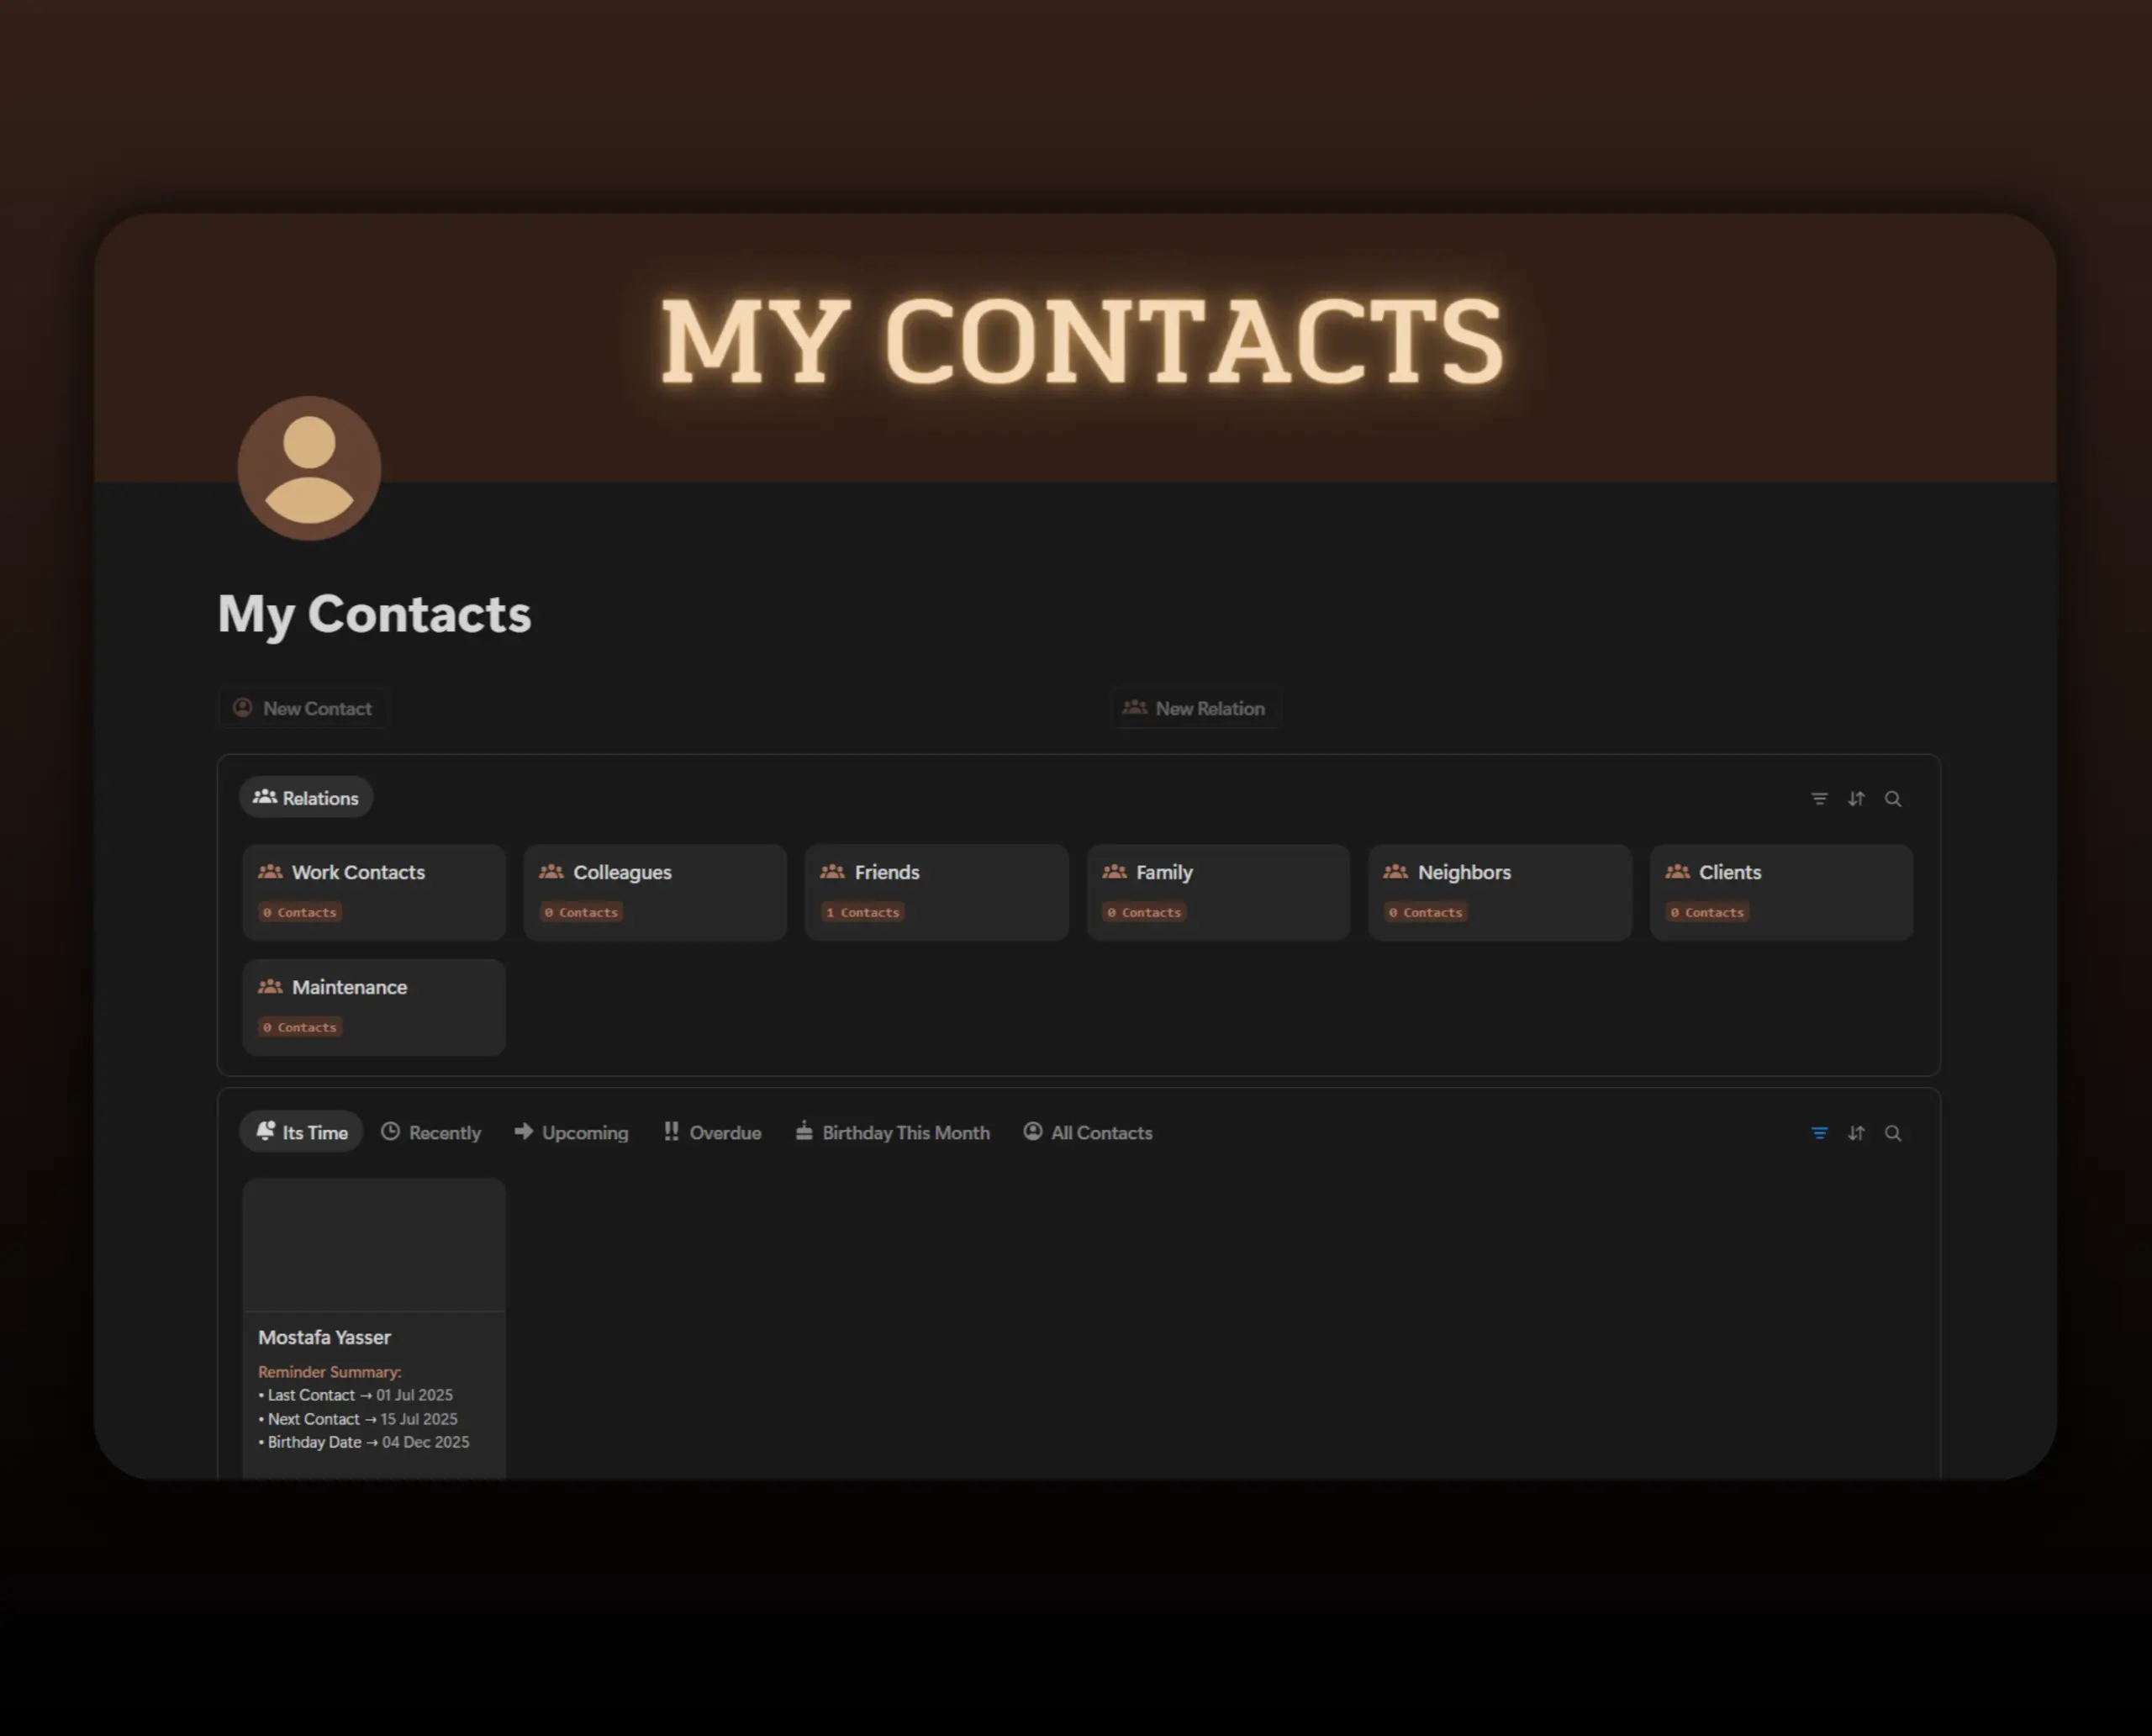 MY CONTACTS
My Contacts
New Contact
New Relation
Relations
Work Contacts
0 Contacts
Colleagues
0 Contacts
Friends
1 Contacts
Family
0 Contacts
Neighbors
0 Contacts
Clients
0 Contacts
Maintenance
0 Contacts
Its Time
Recently
Upcoming
Overdue
Birthday This Month
All Contacts
Mostafa Yasser
Reminder Summary:
• Last Contact → 01 Jul 2025
• Next Contact → 15 Jul 2025
• Birthday Date → 04 Dec 2025